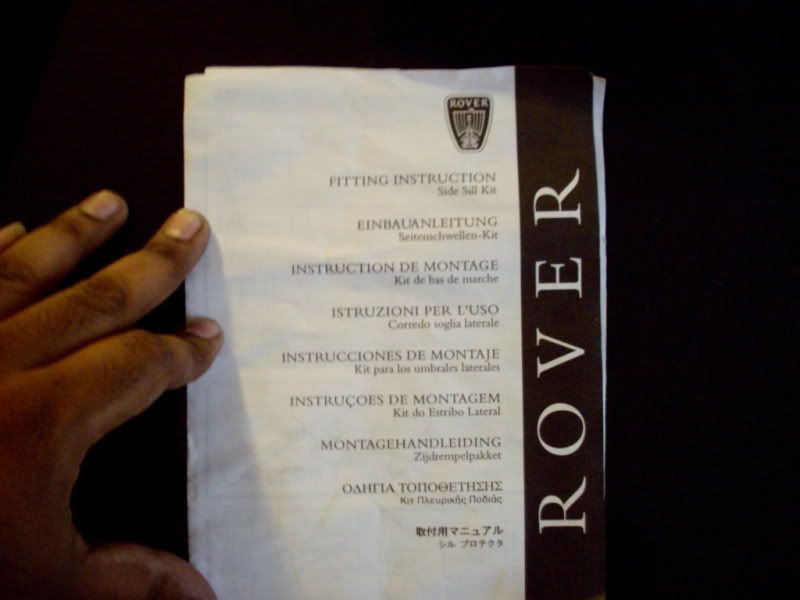 ROVER
FITTING INSTRUCTION
Side Sill Kit
EINBAUANLEITUNG
Seitenschwellen-Kit
INSTRUCTION DE MONTAGE
Kit de bas de marche
ISTRUZIONI PER L'USO
Corredo soglia laterale
INSTRUCCIONES DE MONTAJE
Kit para los umbrales laterales
INSTRUÇOES DE MONTAGEM
Kit do Estribo Lateral
MONTAGEHANDLEIDING
Zijdrempelpakket
ΟΔΗΓΙΑ ΤΟΠΟΘΕΤΗΣΗΣ
Κιτ Πλευρικής Ποδιάς
取付用マニュアル
シル プロテクタ
ROVER